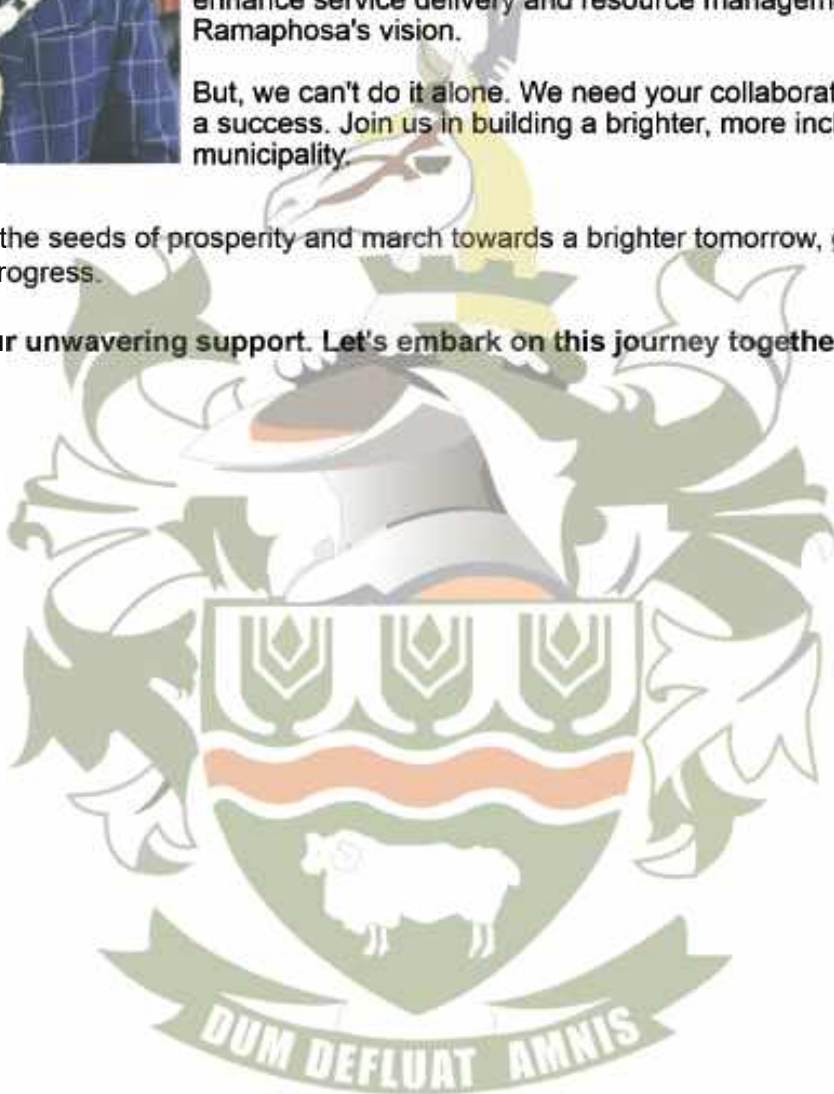 enhance service delivery and resource managem
Ramaphosa's vision.
But, we can't do it alone. We need your collaborat
a success. Join us in building a brighter, more incl
municipality.
the seeds of prosperity and march towards a brighter tomorrow,
rogress.
r unwavering support. Let's embark on this journey togethe
DUM DEFLUAT AMNIS